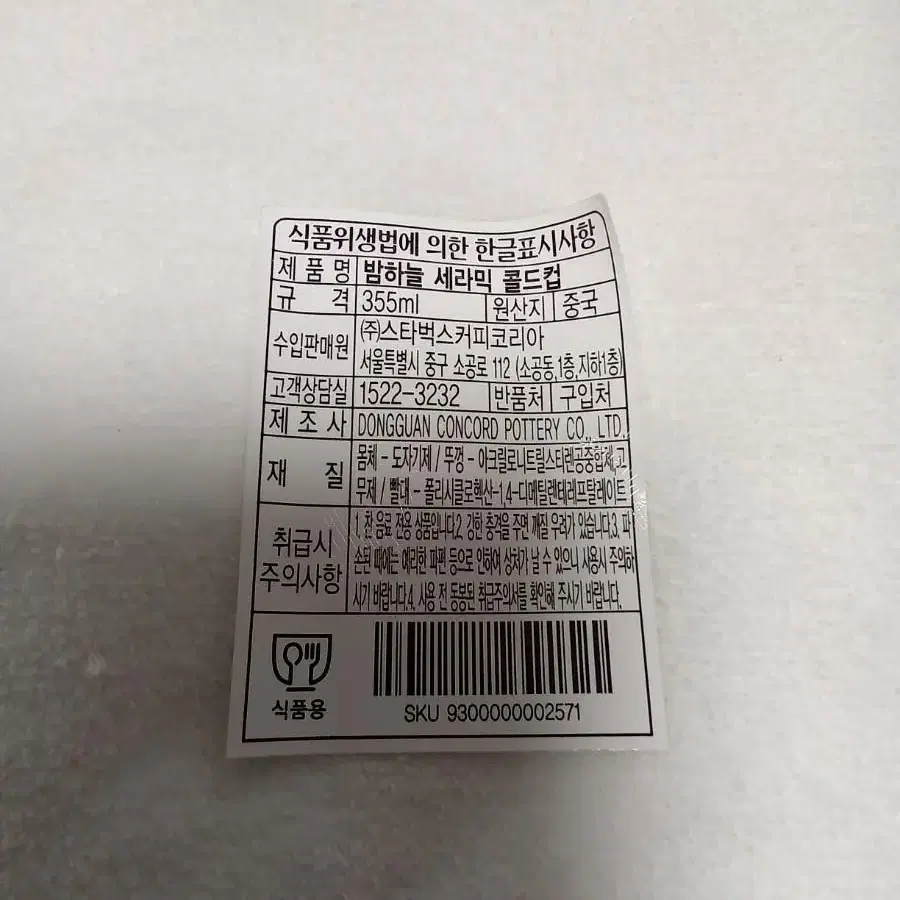 식품위생법에 의한 한글표시사항
제품명 밤하늘 세라믹 콜드컵
규격 355ml 원산지 중국
수입판매원 ㈜스타벅스커피코리아
서울특별시 중구 소공로 112 (소공동,1층,지하1층)
고객상담실 1522-3232 반품처 구입처
제조사 DONGGUAN CONCORD POTTERY CO., LTD.
재질 몸체 - 도자기제 / 뚜껑 - 아크릴로니트릴스티렌공중합체,고
무제 / 빨대 - 폴리시클로헥산-1,4-디메틸렌테레프탈레이트
취급시 주의사항 1. 찬 음료 전용 상품입니다.2. 강한 충격을 주면 깨질 우려가 있습니다.3. 파
손된 때에는 예리한 파편 등으로 인하여 상처가 날 수 있으니 사용시 주의하
시기 바랍니다.4. 사용 전 동봉된 취급주의서를 확인해 주시기 바랍니다.
식품용
SKU 9300000002571